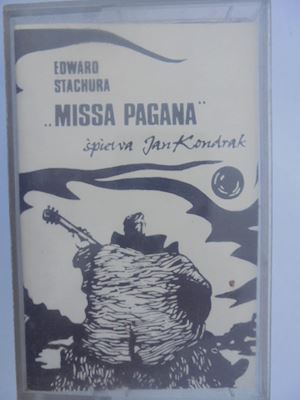 EDWARD
STACHURA
„MISSA PAGANA”
śpiewa Jan Kondrak